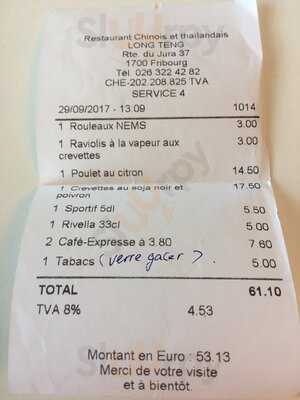 Restaurant Chinois et thaïlandais
LONG TENG
Rte. du Jura 37
1700 Fribourg
Tél. 026 322 42 82
CHE-202.208.825 TVA
SERVICE 4
29/09/2017 - 13:09 1014
1 Rouleaux NEMS 3.00
1 Raviolis à la vapeur aux 3.00
crevettes
1 Poulet au citron 14.50
1 Crevettes au soja noir et 17.50
poivron
1 Sportif 5dl 5.50
1 Rivella 33cl 5.00
2 Café-Expresse à 3.80 7.60
1 Tabacs (verre gacer). 5.00
TOTAL 61.10
TVA 8% 4.53
Montant en Euro : 53.13
Merci de votre visite
et à bientôt.